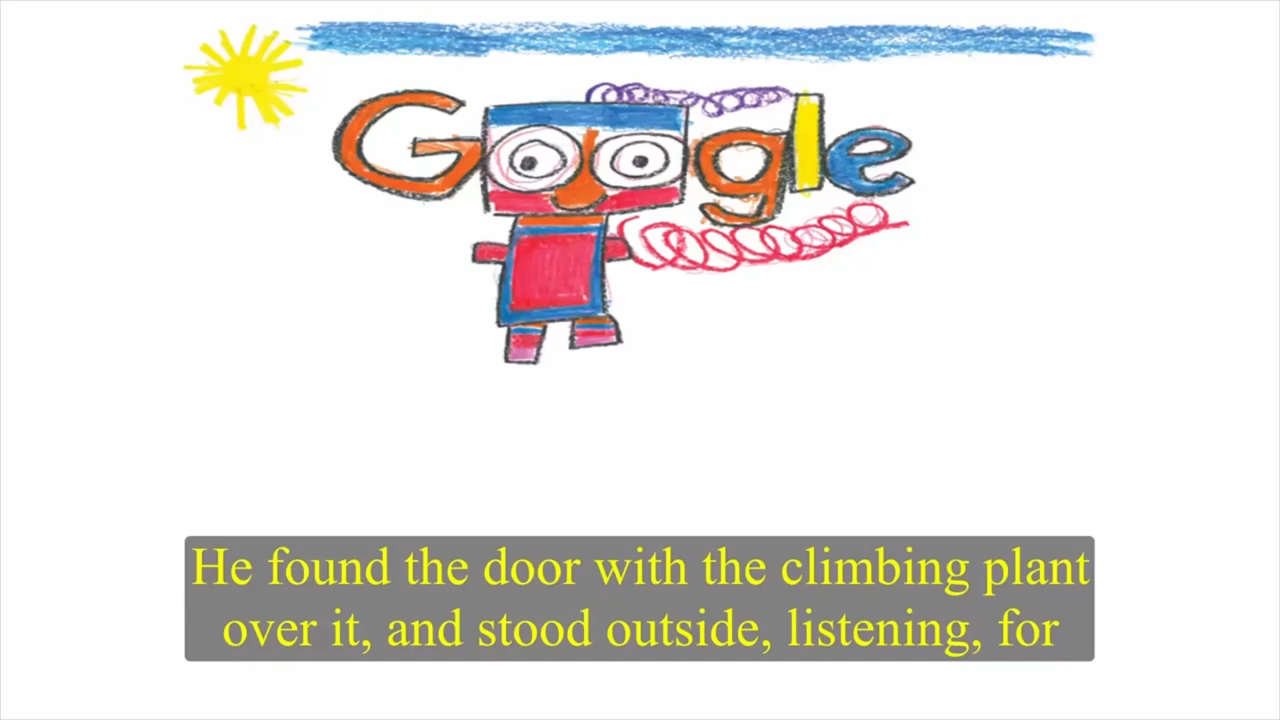 Google
He found the door with the climbing plant
over it, and stood outside, listening, for